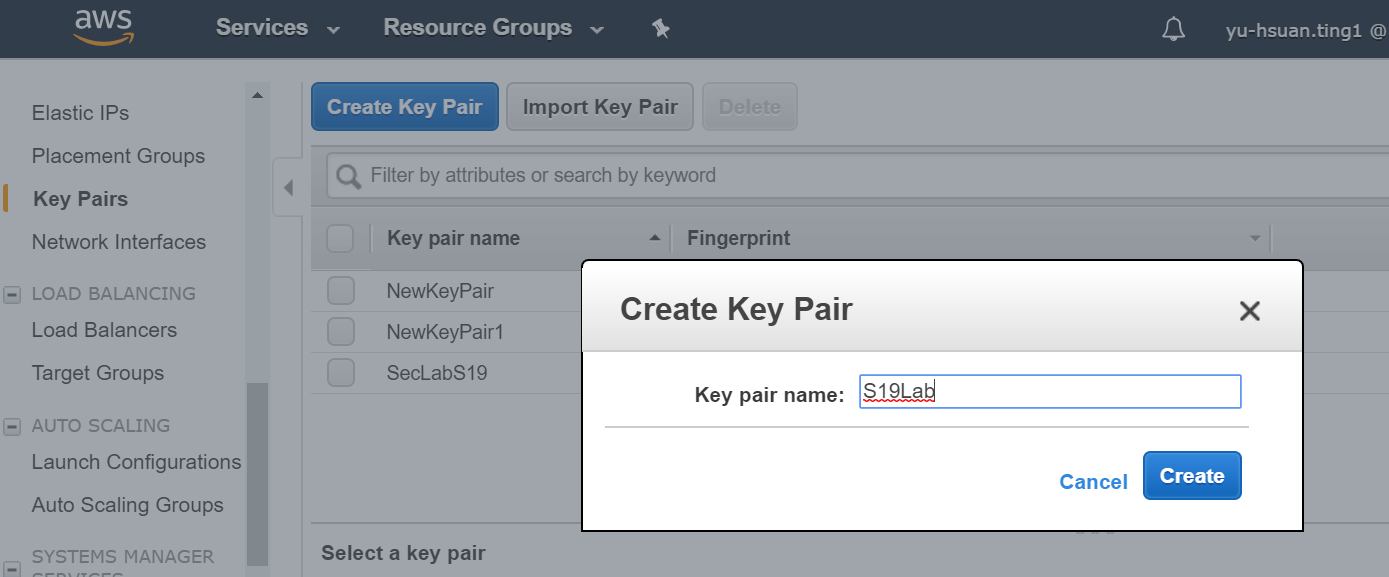 aws Services Resource Groups yu-hsuan.ting1 @
Elastic IPs
Placement Groups
Key Pairs
Network Interfaces
LOAD BALANCING
Load Balancers
Target Groups
AUTO SCALING
Launch Configurations
Auto Scaling Groups
SYSTEMS MANAGER
SERVICES
Create Key Pair Import Key Pair Delete
Filter by attributes or search by keyword
Key pair name Fingerprint
NewKeyPair
NewKeyPair1
SecLabS19
Create Key Pair
Key pair name: S19Lab
Cancel Create
Select a key pair